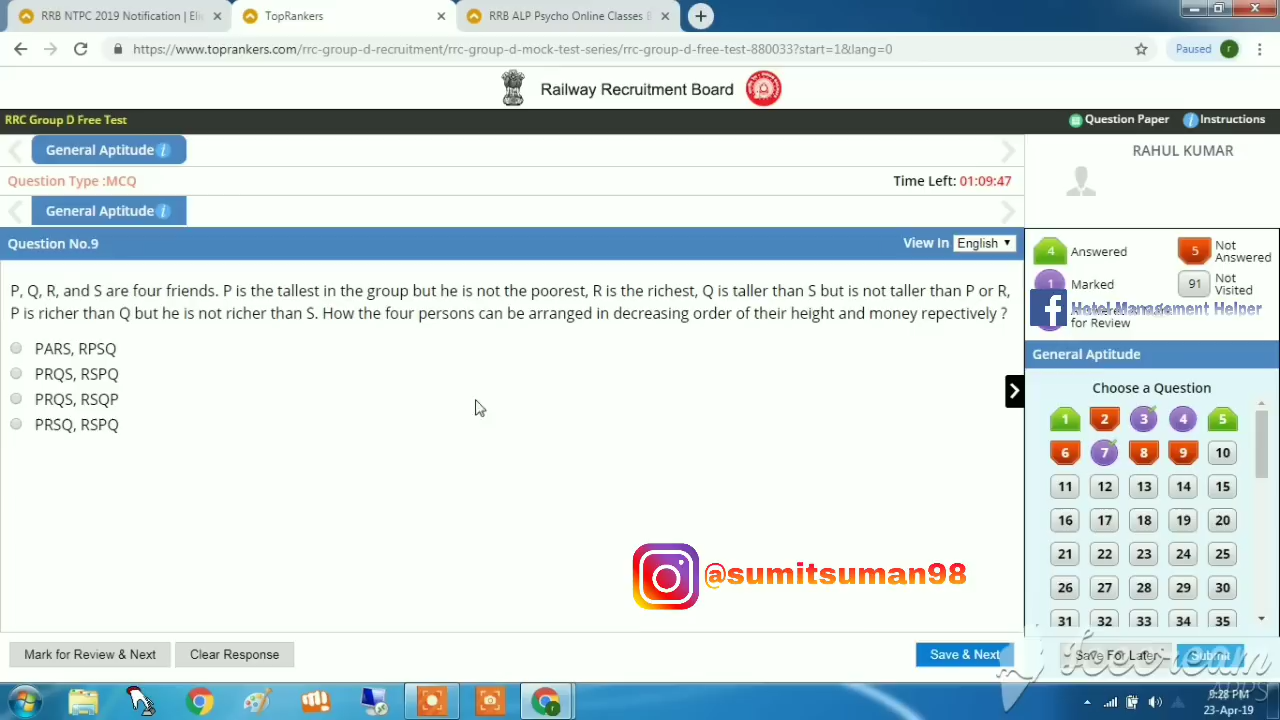 RRB NTPC 2019 Notification | Eli
TopRankers
RRB ALP Psycho Online Classes B
https://www.toprankers.com/rrc-group-d-recruitment/rrc-group-d-mock-test-series/rrc-group-d-free-test-880033?start=1&lang=0
Paused
r
Railway Recruitment Board
RRC Group D Free Test
Question Paper
Instructions
General Aptitude
RAHUL KUMAR
Question Type :MCQ
Time Left: 01:09:47
General Aptitude
Question No.9
View In English
4 Answered
5 Not Answered
1 Marked
91 Not Visited
Hotel Management Helper
for Review
P, Q, R, and S are four friends. P is the tallest in the group but he is not the poorest, R is the richest, Q is taller than S but is not taller than P or R,
P is richer than Q but he is not richer than S. How the four persons can be arranged in decreasing order of their height and money repectively ?
PARS, RPSQ
PRQS, RSPQ
PRQS, RSQP
PRSQ, RSPQ
General Aptitude
Choose a Question
1 2 3 4 5
6 7 8 9 10
11 12 13 14 15
16 17 18 19 20
21 22 23 24 25
26 27 28 29 30
31 32 33 34 35
@sumitsuman98
Mark for Review & Next
Clear Response
Save & Next
Save For Later
Submit
IceCream
APPS
9:28 PM
23-Apr-19